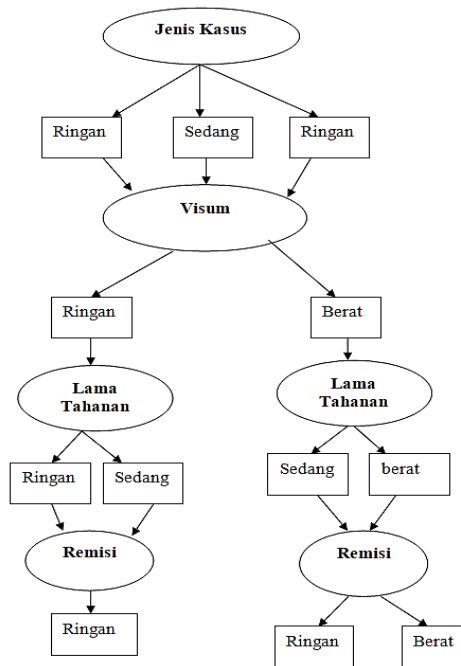 Jenis Kasus
Ringan
Sedang
Ringan
Visum
Ringan
Berat
Lama
Tahanan
Lama
Tahanan
Ringan
Sedang
Sedang
berat
Remisi
Remisi
Ringan
Ringan
Berat